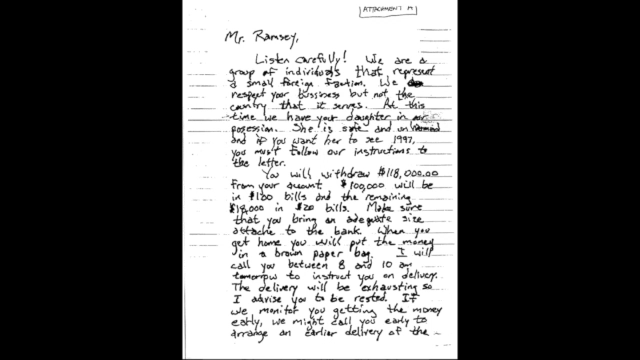 ATTACHMENT A
Mr. Ramsey,
Listen carefully! We are a
group of individuals that represent
a small foreign faction. We
respect your bussiness but not the
country that it serves. At this
time we have your daughter in our
posession. She is safe and unharmed
and if you want her to see 1997,
you must follow our instructions to
the letter.
You will withdraw $118,000.00
from your account. $100,000 will be
in $100 bills and the remaining
$18,000 in $20 bills. Make sure
that you bring an adequate size
attache to the bank. When you
get home you will put the money
in a brown paper bag. I will
call you between 8 and 10 am
tomorrow to instruct you on delivery.
The delivery will be exhausting so
I advise you to be rested. If
we monitor you getting the money
early, we might call you early to
arrange an earlier delivery of the